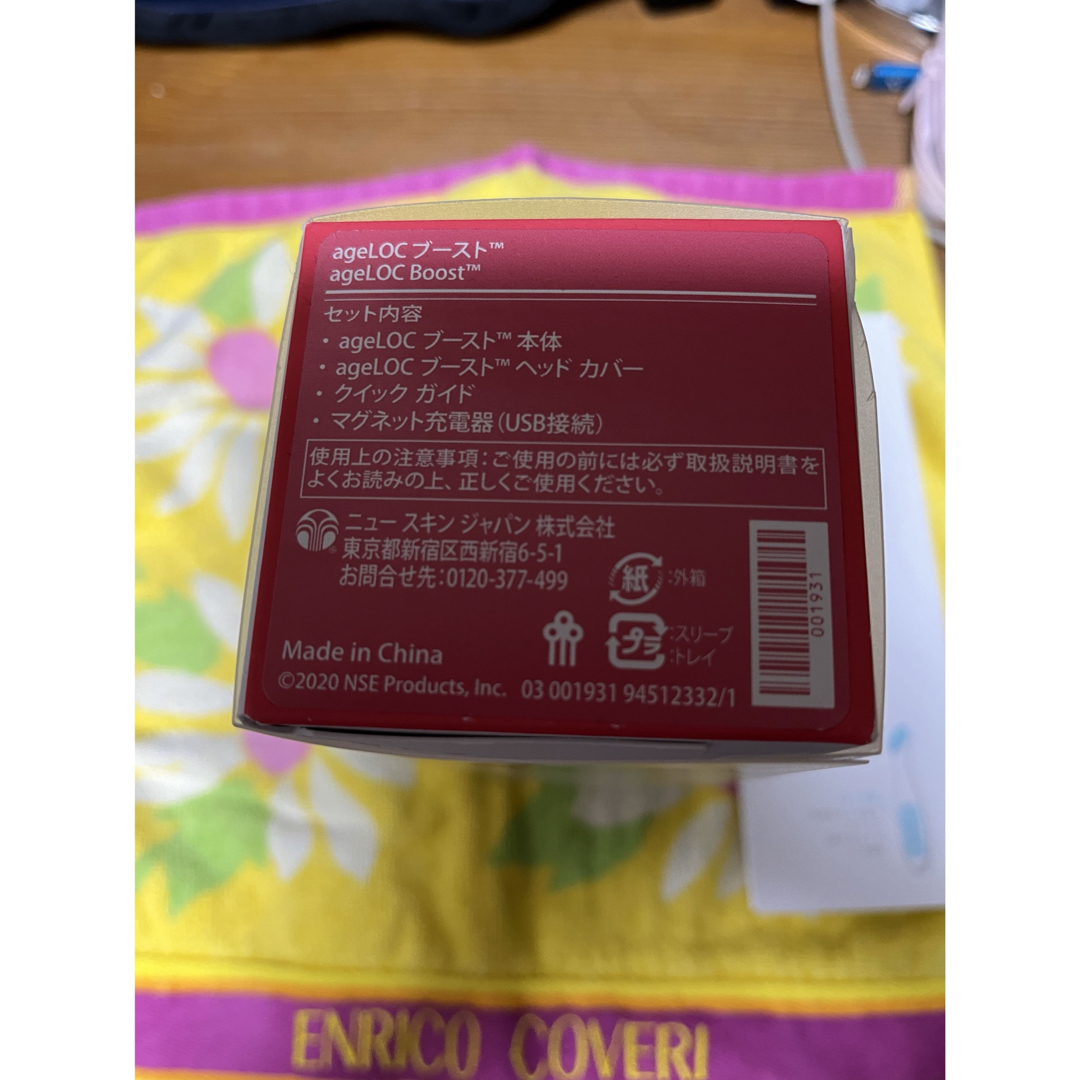 ageLOC ブースト™
ageLOC Boost™
セット内容
・ ageLOC ブースト™ 本体
・ ageLOC ブースト™ ヘッド カバー
・ クイック ガイド
・ マグネット充電器（USB接続）
使用上の注意事項：ご使用の前には必ず取扱説明書を
よくお読みの上、正しくご使用ください。
ニュー スキン ジャパン 株式会社
東京都新宿区西新宿6-5-1
お問合せ先：0120-377-499
紙 ：外箱
プラ ：スリーブ
：トレイ
001931
Made in China
©2020 NSE Products, Inc. 03 001931 94512332/1
ENRICO COVERI